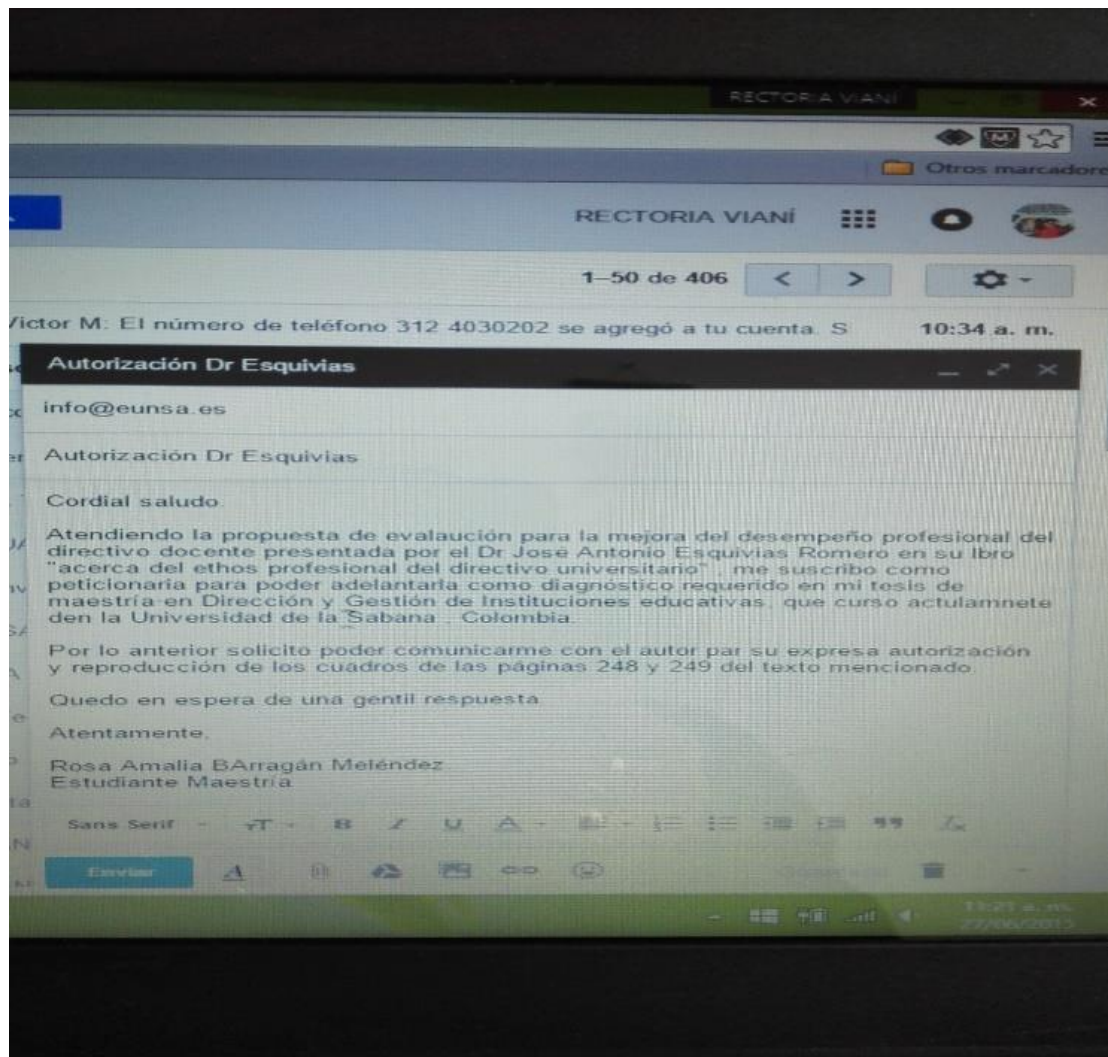 RECTORIA VIANÍ
Otros marcadore
RECTORIA VIANÍ
1–50 de 406
Victor M: El número de teléfono 312 4030202 se agregó a tu cuenta. S 10:34 a. m.
Autorización Dr Esquivias
info@eunsa.es
Autorización Dr Esquivias
Cordial saludo.
Atendiendo la propuesta de evalaución para la mejora del desempeño profesional del
directivo docente presentada por el Dr José Antonio Esquivias Romero en su lbro
"acerca del ethos profesional del directivo universitario" , me suscribo como
peticionaria para poder adelantarla como diagnóstico requerido en mi tesis de
maestría en Dirección y Gestión de Instituciones educativas, que curso actulamnete
den la Universidad de la Sabana , Colombia.
Por lo anterior solicito poder comunicarme con el autor par su expresa autorización
y reproducción de los cuadros de las páginas 248 y 249 del texto mencionado.
Quedo en espera de una gentil respuesta
Atentamente,
Rosa Amalia BArragán Meléndez
Estudiante Maestría
Sans Serif
Enviar
11:21 a. m.
27/06/2015